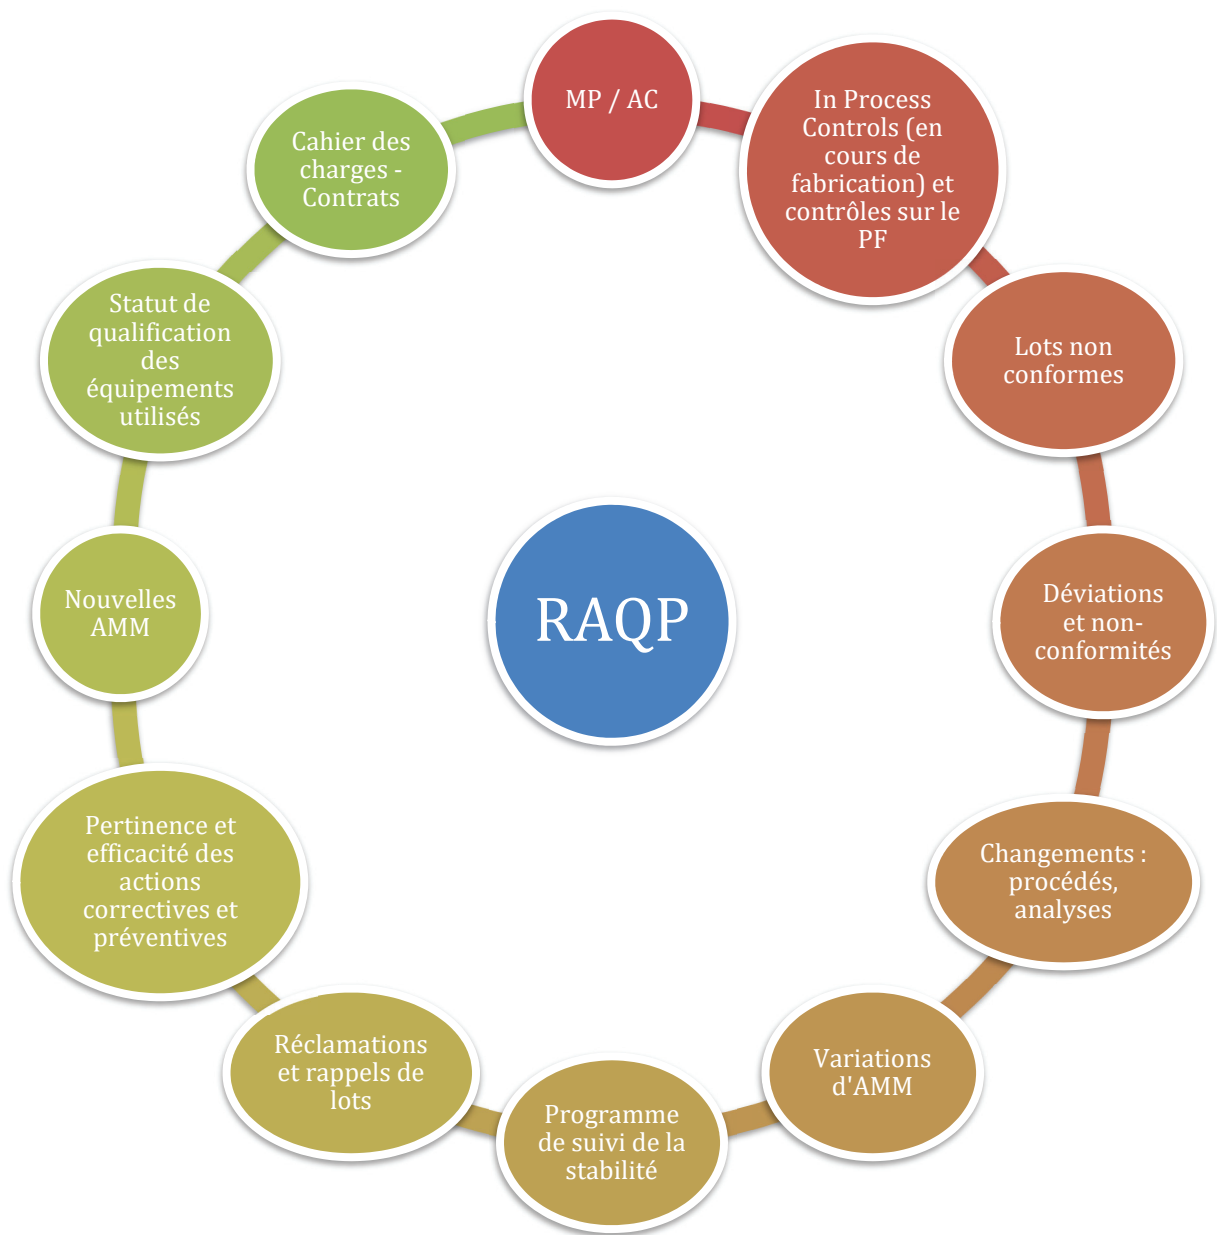 MP / AC
In Process
Controls (en
cours de
fabrication) et
contrôles sur le
PF
Lots non
conformes
Déviations
et non-
conformités
Changements :
procédés,
analyses
Variations
d'AMM
Programme
de suivi de la
stabilité
Réclamations
et rappels de
lots
Pertinence et
efficacité des
actions
correctives et
préventives
Nouvelles
AMM
Statut de
qualification
des
équipements
utilisés
Cahier des
charges -
Contrats
RAQP